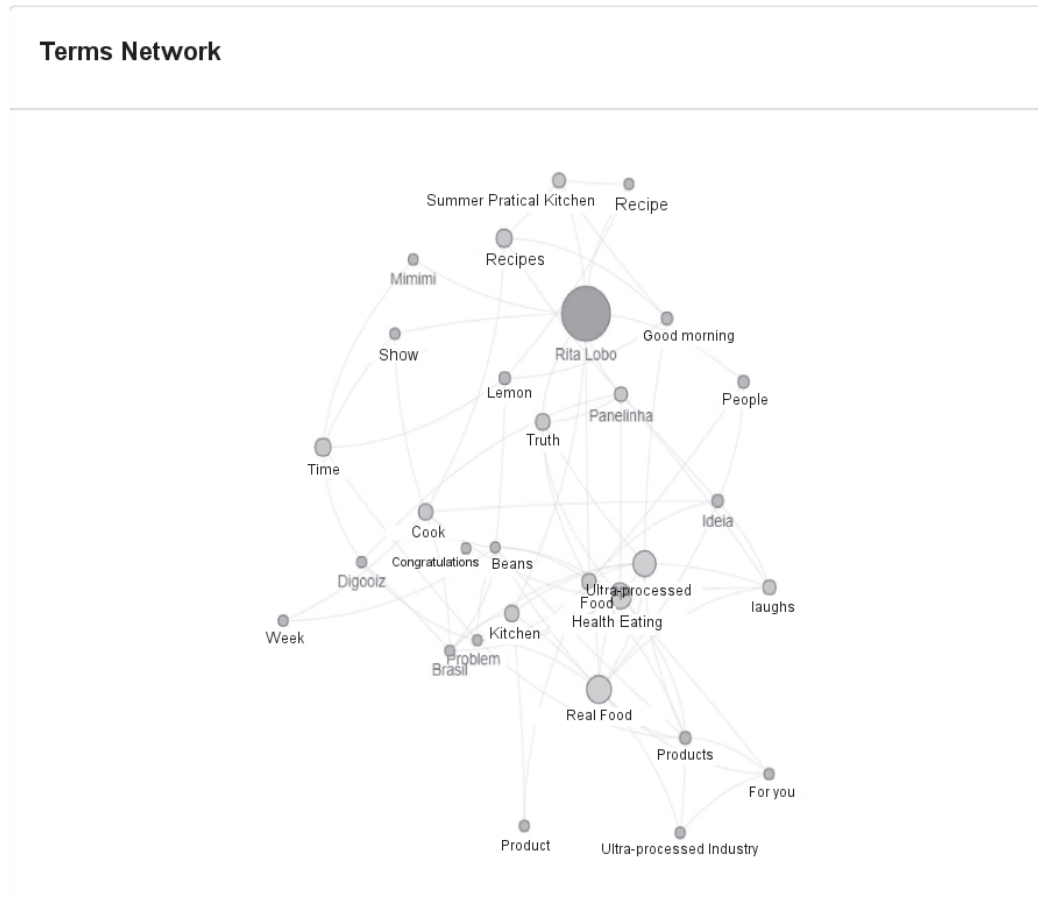 Terms Network
Summer Pratical Kitchen
Recipe
Recipes
Mimimi
Good morning
Show
Rita Lobo
Lemon
People
Panelinha
Truth
Time
Ideia
Cook
Congratulations
Beans
Digooiz
Ultra-processed
Food
laughs
Health Eating
Week
Kitchen
Problem
Brasil
Real Food
Products
For you
Product
Ultra-processed Industry